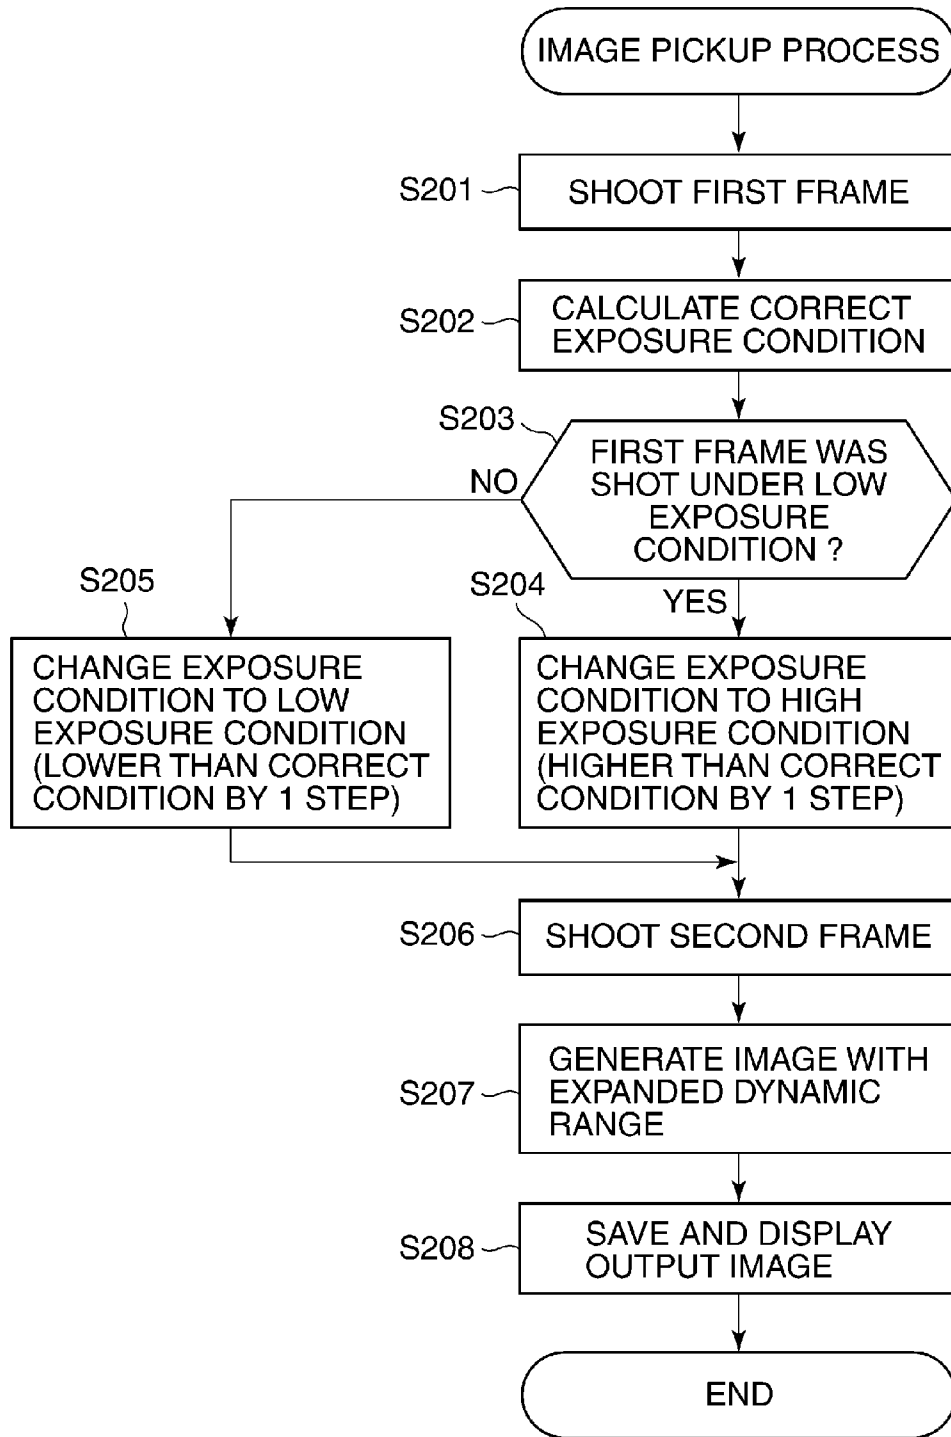 IMAGE PICKUP PROCESS
S201
SHOOT FIRST FRAME
S202
CALCULATE CORRECT
EXPOSURE CONDITION
S203
FIRST FRAME WAS
SHOT UNDER LOW
EXPOSURE
CONDITION ?
NO
YES
S205
CHANGE EXPOSURE
CONDITION TO LOW
EXPOSURE CONDITION
(LOWER THAN CORRECT
CONDITION BY 1 STEP)
S204
CHANGE EXPOSURE
CONDITION TO HIGH
EXPOSURE CONDITION
(HIGHER THAN CORRECT
CONDITION BY 1 STEP)
S206
SHOOT SECOND FRAME
S207
GENERATE IMAGE WITH
EXPANDED DYNAMIC
RANGE
S208
SAVE AND DISPLAY
OUTPUT IMAGE
END